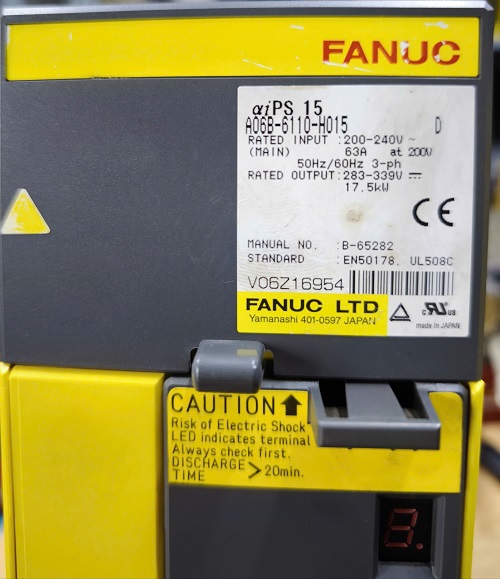 FANUC
αiPS 15
A06B-6110-H015 D
RATED INPUT :200-240V ~
(MAIN) 63A at 200V
50Hz/60Hz 3-ph
RATED OUTPUT:283-339V ⎓
17.5kW
CE
MANUAL NO. :B-65282
STANDARD :EN50178, UL508C
V06Z16954
FANUC LTD
Yamanashi 401-0597 JAPAN
c RU us
made in JAPAN
CAUTION ↑
Risk of Electric Shock
LED indicates terminal
Always check first.
DISCHARGE
TIME > 20min.